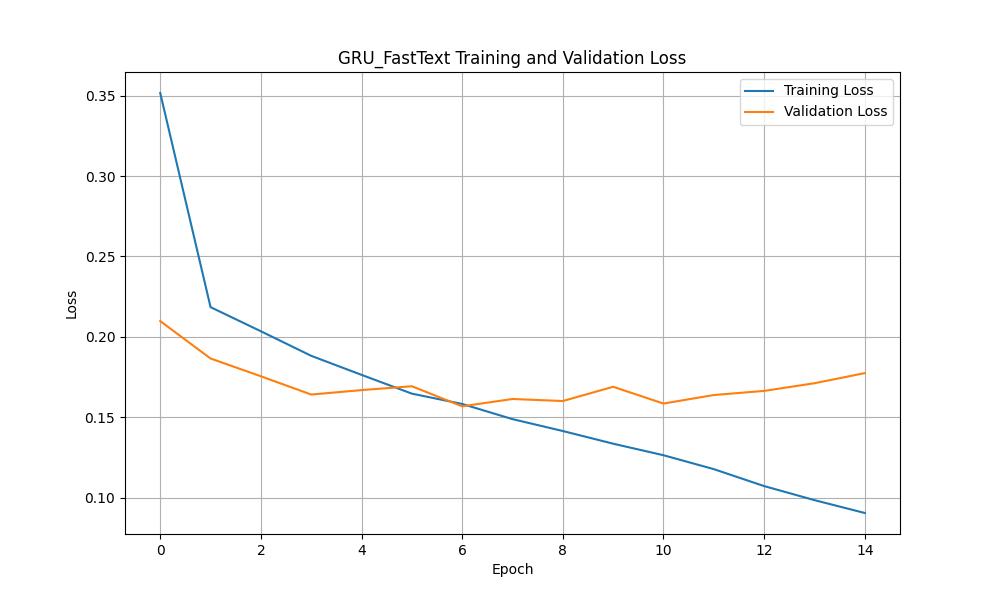 GRU_FastText Training and Validation Loss
Training Loss
Validation Loss
0.35
0.30
0.25
0.20
0.15
0.10
Loss
0 2 4 6 8 10 12 14
Epoch